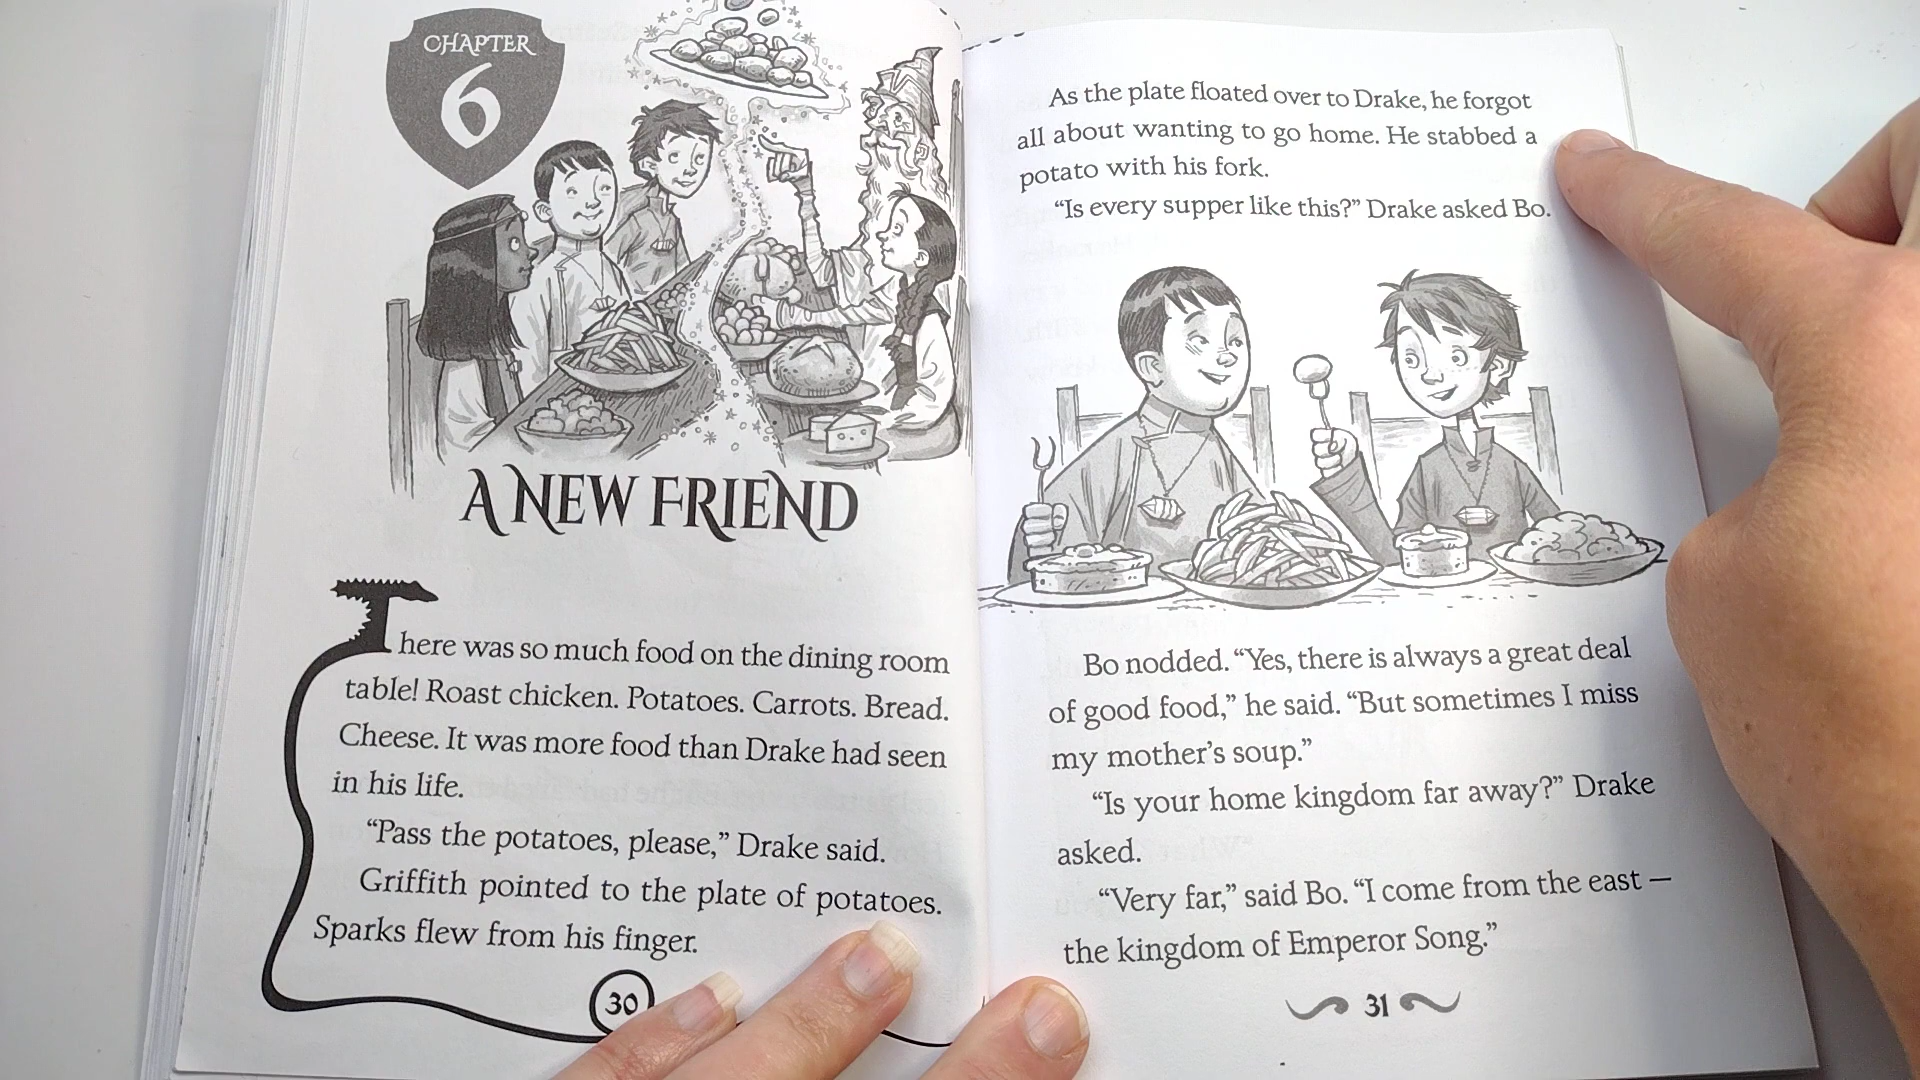 CHAPTER
6
A NEW FRIEND
There was so much food on the dining room
table! Roast chicken. Potatoes. Carrots. Bread.
Cheese. It was more food than Drake had seen
in his life.
“Pass the potatoes, please,” Drake said.
Griffith pointed to the plate of potatoes.
Sparks flew from his finger.
30
As the plate floated over to Drake, he forgot
all about wanting to go home. He stabbed a
potato with his fork.
“Is every supper like this?” Drake asked Bo.
Bo nodded. “Yes, there is always a great deal
of good food,” he said. “But sometimes I miss
my mother’s soup.”
“Is your home kingdom far away?” Drake
asked.
“Very far,” said Bo. “I come from the east —
the kingdom of Emperor Song.”
31